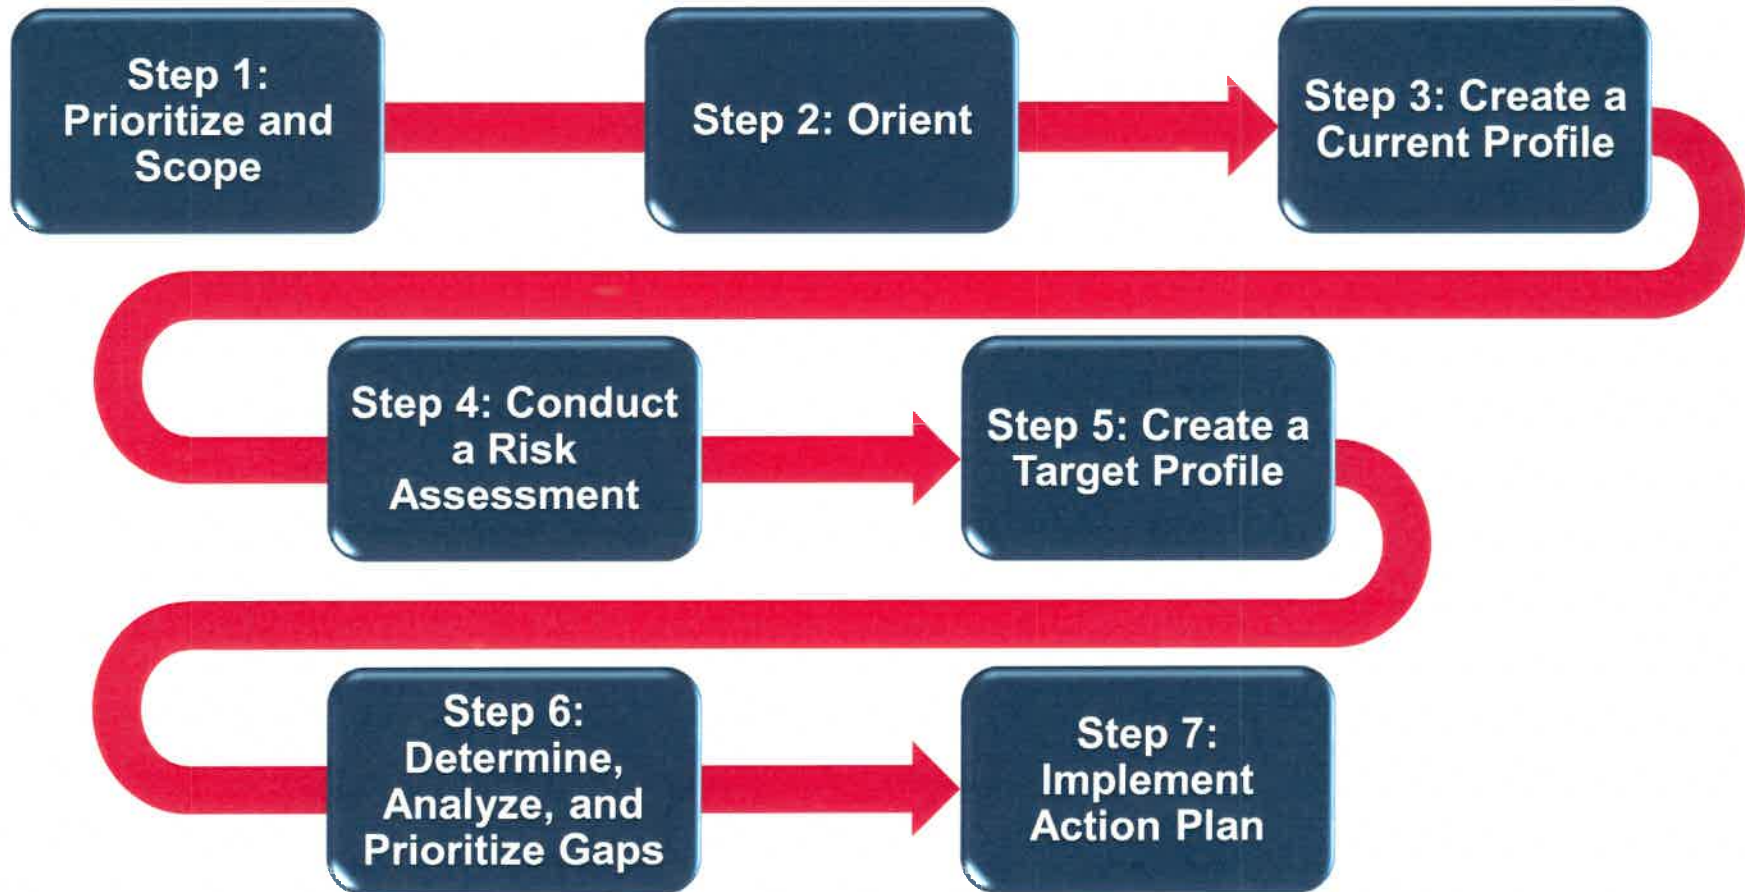 Step 1:
Prioritize and
Scope
Step 2: Orient
Step 3: Create a
Current Profile
Step 4: Conduct
a Risk
Assessment
Step 5: Create a
Target Profile
Step 6:
Determine,
Analyze, and
Prioritize Gaps
Step 7:
Implement
Action Plan